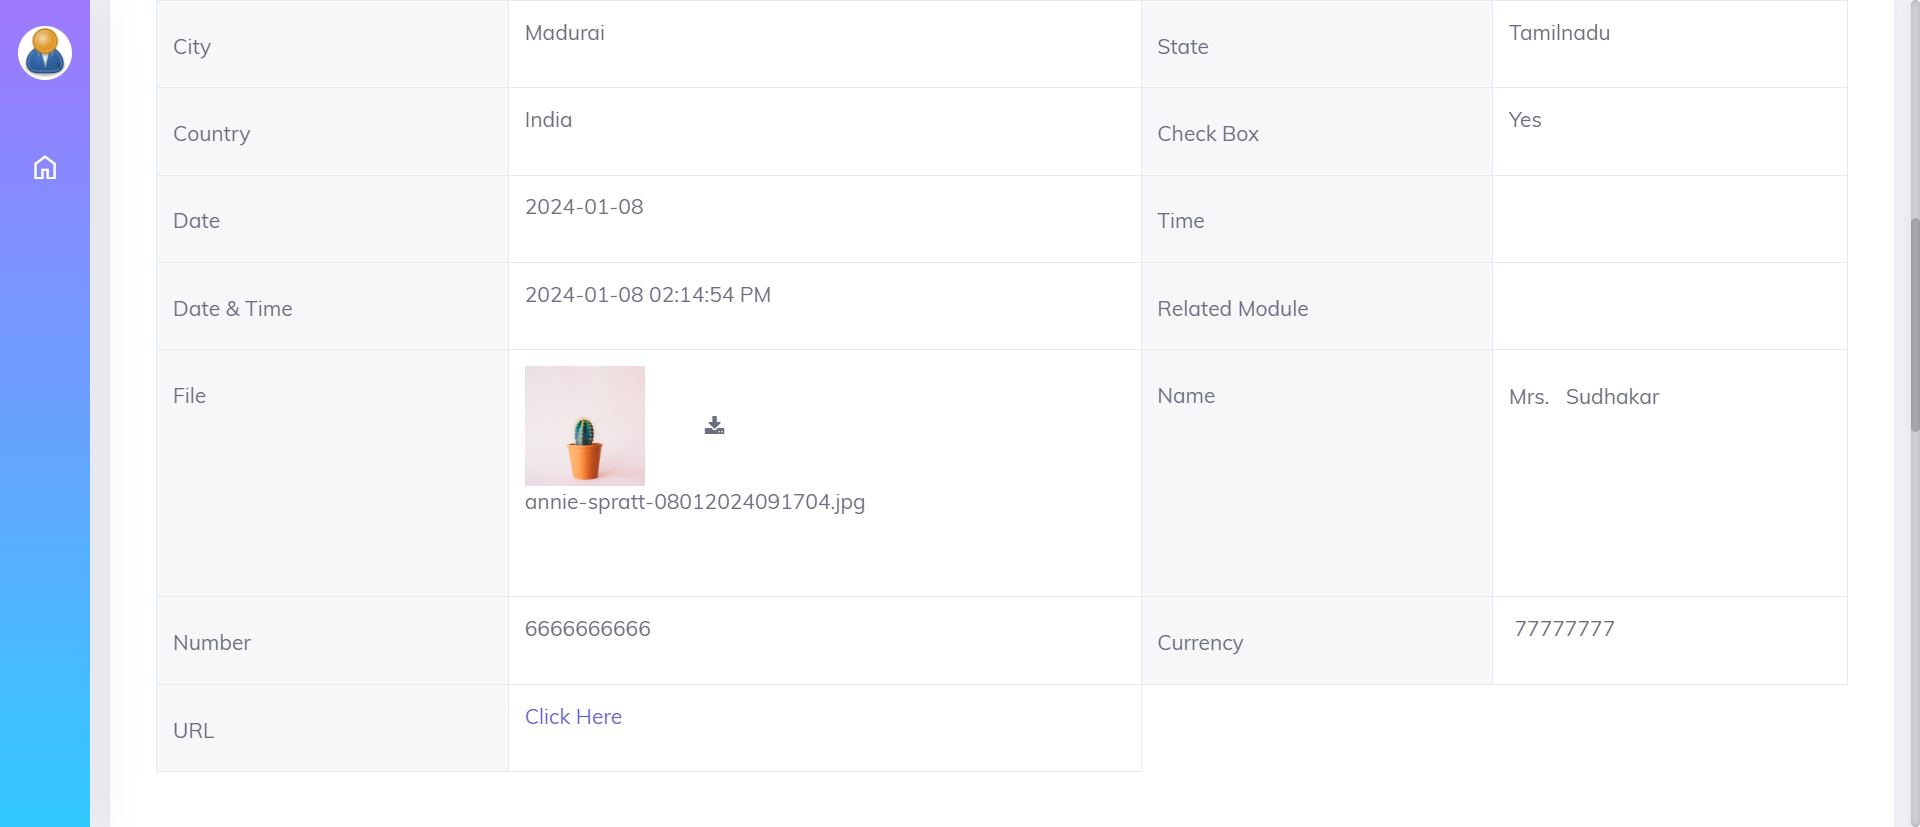 City Madurai State Tamilnadu
Country India Check Box Yes
Date 2024-01-08 Time
Date & Time 2024-01-08 02:14:54 PM Related Module
File Name Mrs. Sudhakar
annie-spratt-08012024091704.jpg
Number 6666666666 Currency 77777777
URL Click Here